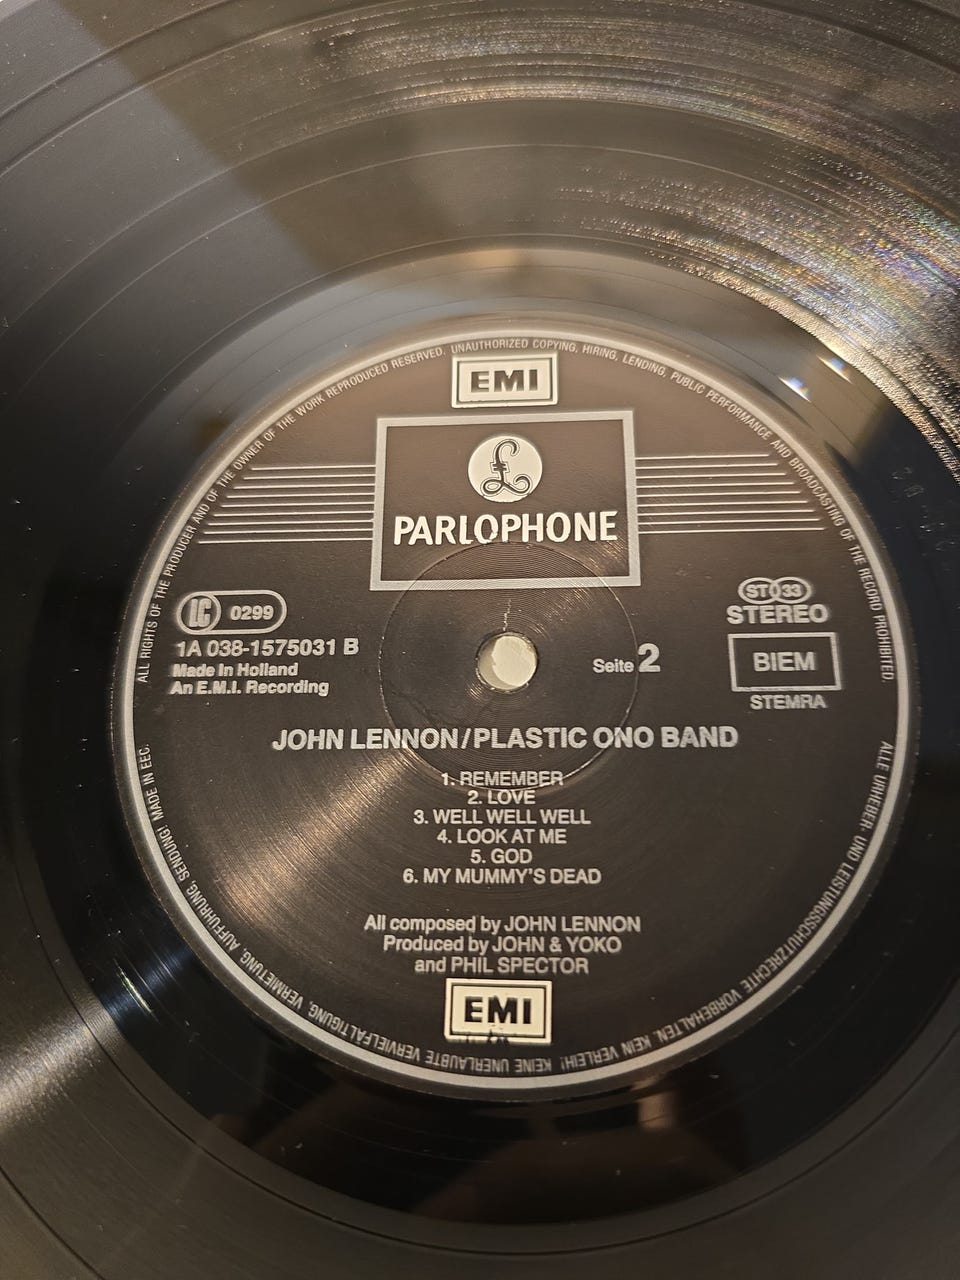 ALL RIGHTS OF THE PRODUCER AND OF THE OWNER OF THE WORK REPRODUCED RESERVED. UNAUTHORIZED COPYING, HIRING, LENDING, PUBLIC PERFORMANCE AND BROADCASTING OF THE RECORD PROHIBITED.
EMI
£
PARLOPHONE
LC 0299
ST 33
STEREO
1A 038-1575031 B
Made in Holland
An E.M.I. Recording
Seite 2
BIEM
STEMRA
JOHN LENNON/PLASTIC ONO BAND
1. REMEMBER
2. LOVE
3. WELL WELL WELL
4. LOOK AT ME
5. GOD
6. MY MUMMY'S DEAD
All composed by JOHN LENNON
Produced by JOHN & YOKO
and PHIL SPECTOR
EMI
ALLE URHEBER- UND LEISTUNGSSCHUTZRECHTE VORBEHALTEN. KEIN VERLEIH! KEINE UNERLAUBTE VERVIELFÄLTIGUNG, VERMIETUNG, AUFFÜHRUNG, SENDUNG! MADE IN EEC.